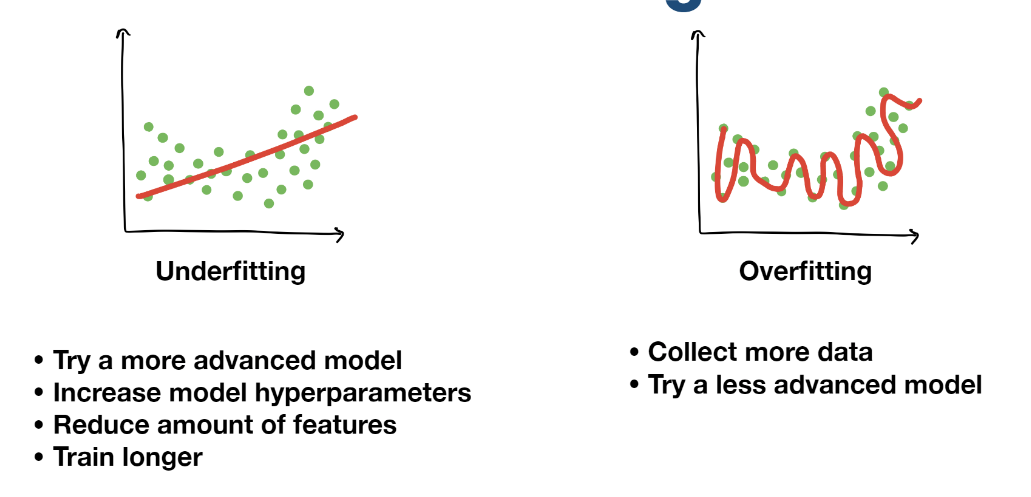 Underfitting
• Try a more advanced model
• Increase model hyperparameters
• Reduce amount of features
• Train longer
Overfitting
• Collect more data
• Try a less advanced model